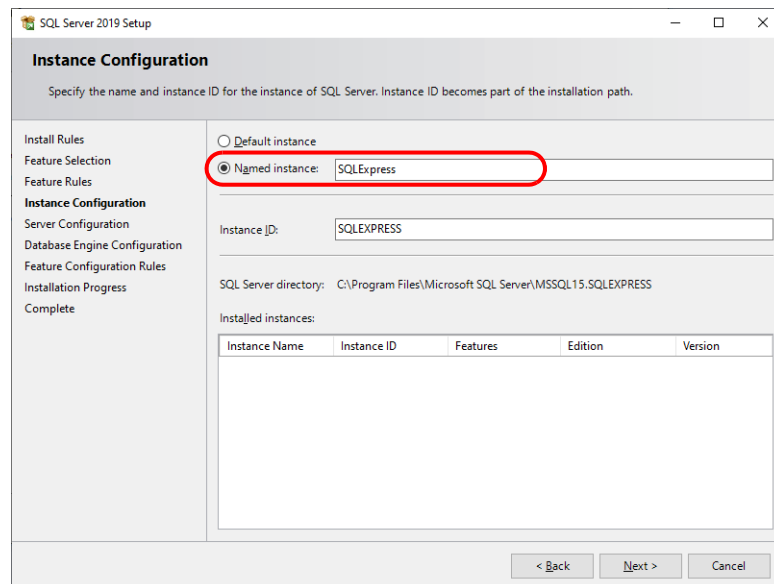 SQL Server 2019 Setup
Instance Configuration
Specify the name and instance ID for the instance of SQL Server. Instance ID becomes part of the installation path.
Install Rules
Feature Selection
Feature Rules
Instance Configuration
Server Configuration
Database Engine Configuration
Feature Configuration Rules
Installation Progress
Complete
Default instance
Named instance: SQLExpress
Instance ID: SQLEXPRESS
SQL Server directory: C:\Program Files\Microsoft SQL Server\MSSQL15.SQLEXPRESS
Installed instances:
Instance Name Instance ID Features Edition Version
< Back Next > Cancel